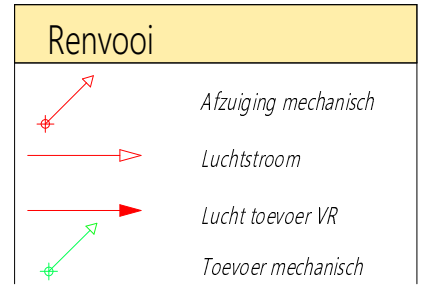 Renvooi
Afzuiging mechanisch
Luchtstroom
Lucht toevoer VR
Toevoer mechanisch